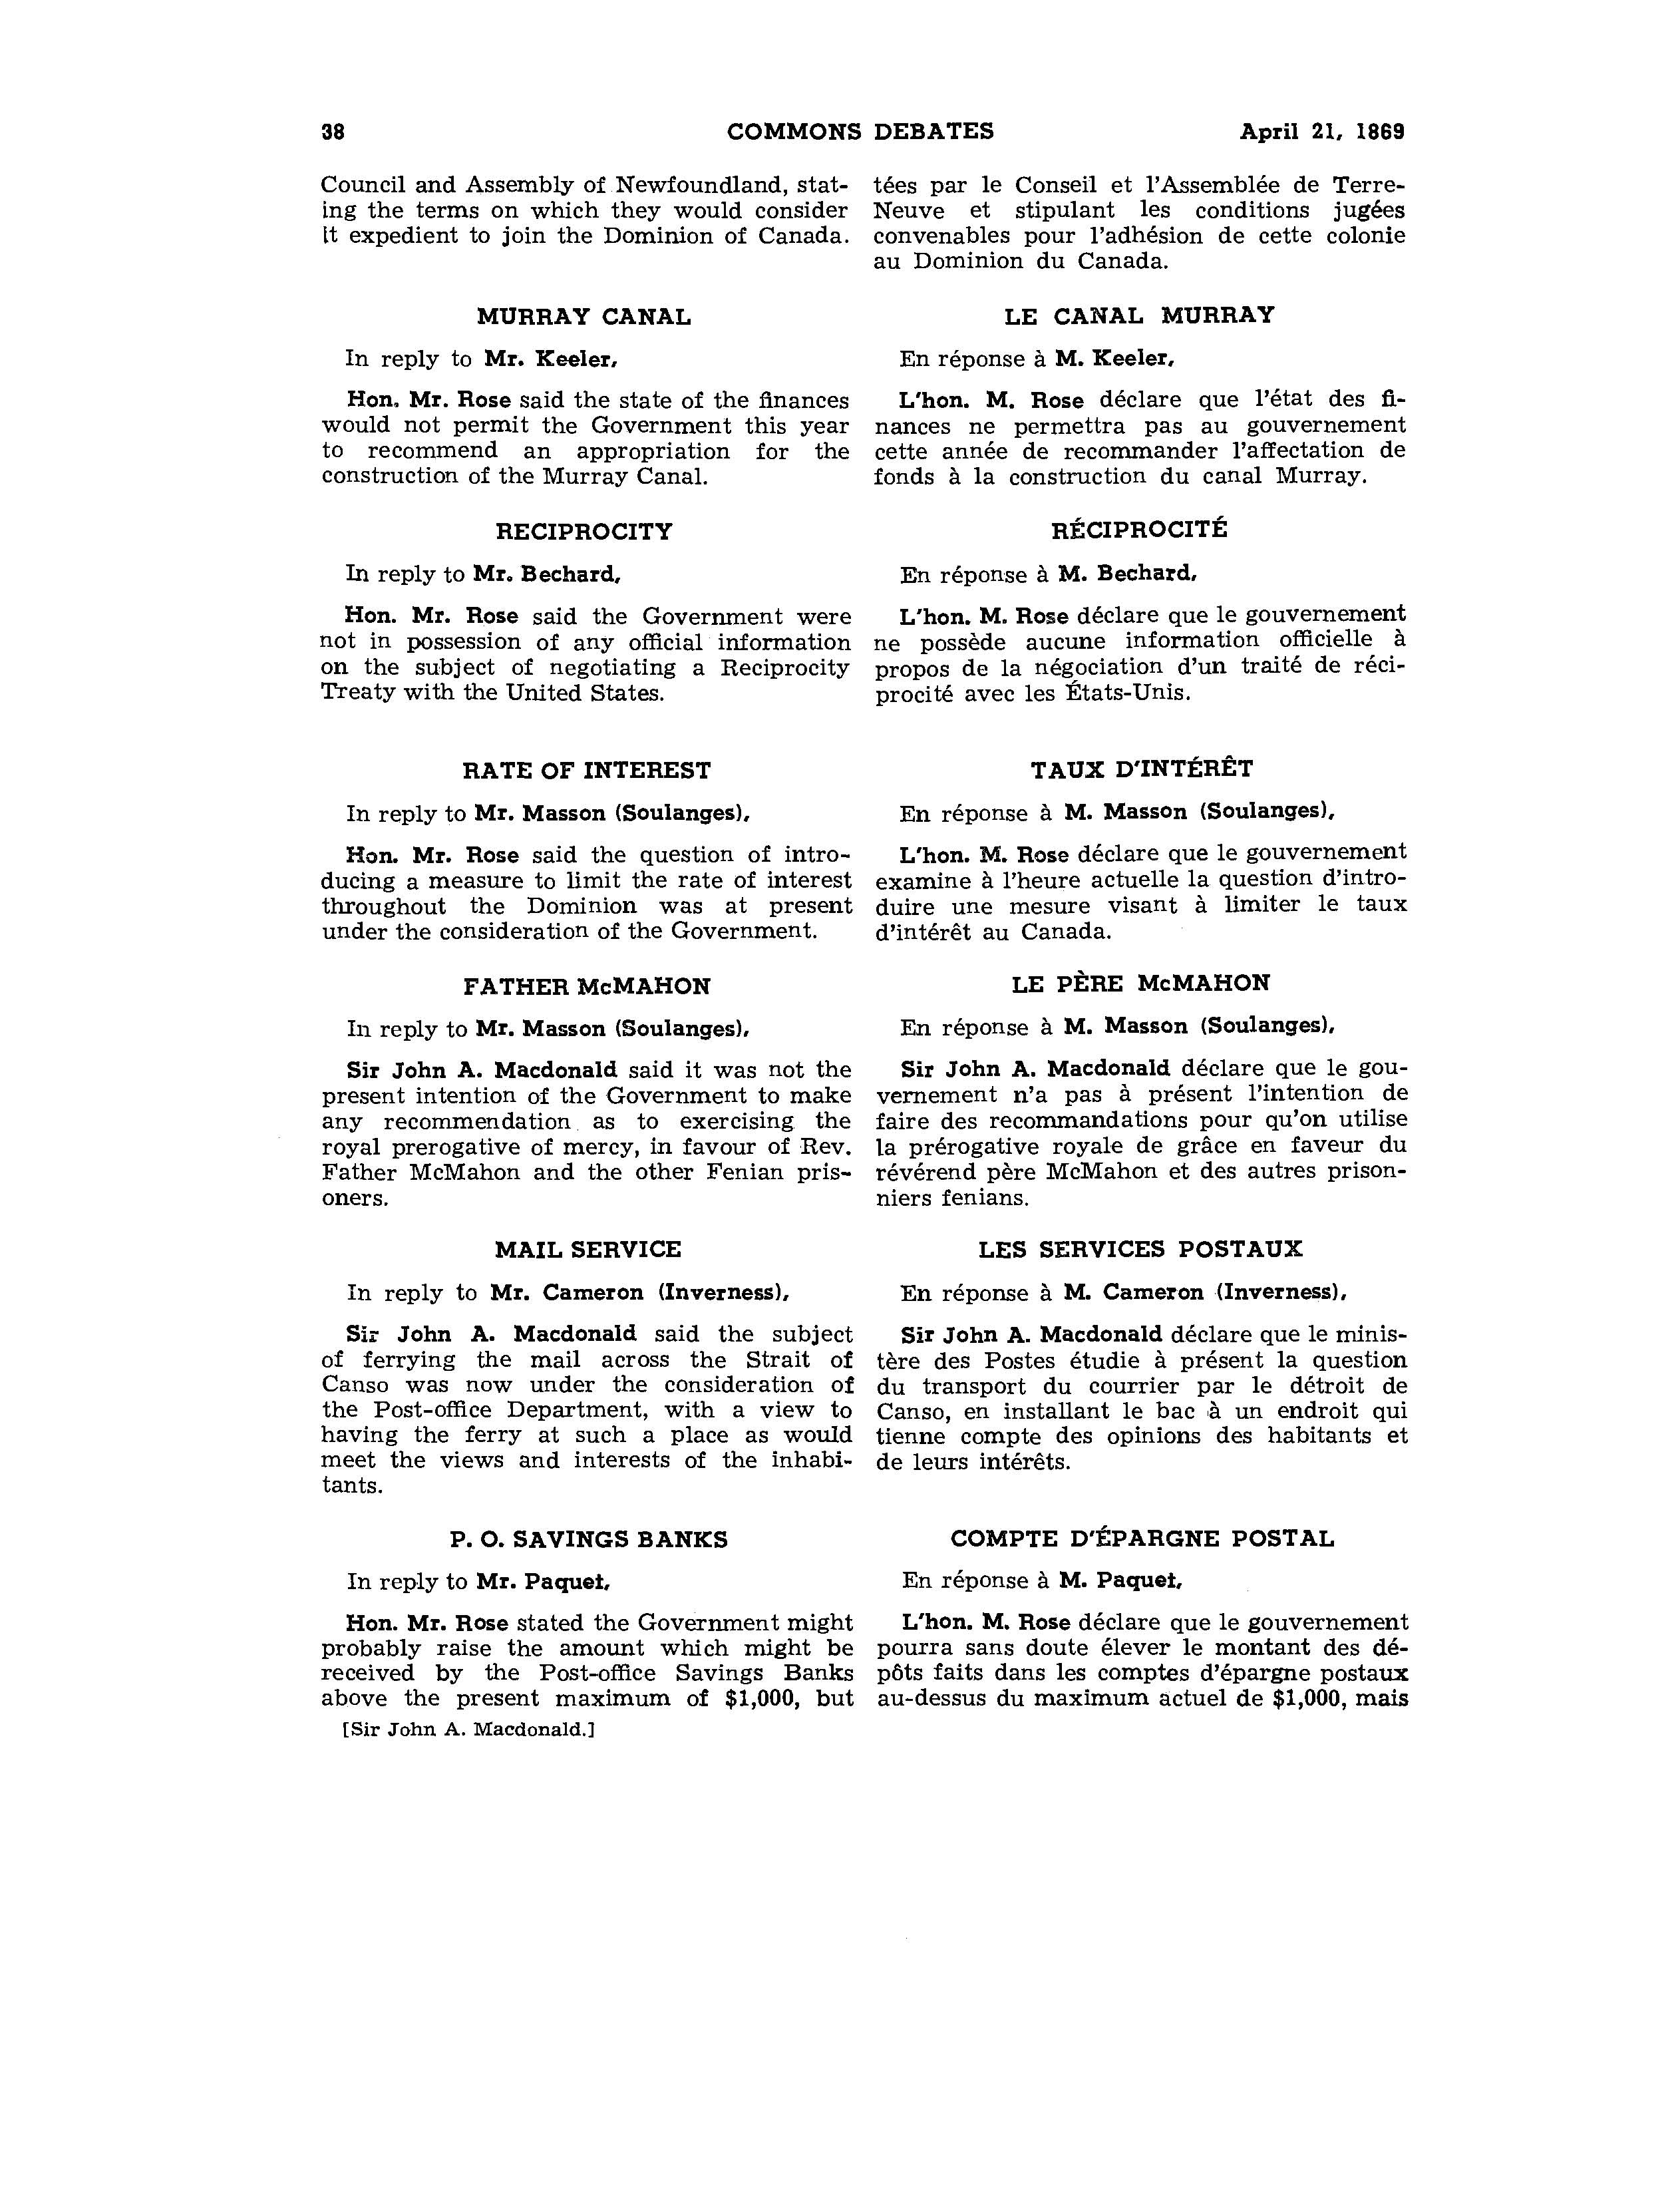 38 COMMONS DEBATES April 21, 1869
Council and Assembly of Newfoundland, stat-
ing the terms on which they would consider
it expedient to join the Dominion of Canada.
MURRAY CANAL
In reply to Mr. Keeler,
Hon. Mr. Rose said the state of the finances
would not permit the Government this year
to recommend an appropriation for the
construction of the Murray Canal.
RECIPROCITY
In reply to Mr. Bechard,
Hon. Mr. Rose said the Government were
not in possession of any official information
on the subject of negotiating a Reciprocity
Treaty with the United States.
RATE OF INTEREST
In reply to Mr. Masson (Soulanges),
Hon. Mr. Rose said the question of intro-
ducing a measure to limit the rate of interest
throughout the Dominion was at present
under the consideration of the Government.
FATHER McMAHON
In reply to Mr. Masson (Soulanges),
Sir John A. Macdonald said it was not the
present intention of the Government to make
any recommendation as to exercising the
royal prerogative of mercy, in favour of Rev.
Father McMahon and the other Fenian pris-
oners.
MAIL SERVICE
In reply to Mr. Cameron (Inverness),
Sir John A. Macdonald said the subject
of ferrying the mail across the Strait of
Canso was now under the consideration of
the Post-office Department, with a view to
having the ferry at such a place as would
meet the views and interests of the inhabi-
tants.
P. O. SAVINGS BANKS
In reply to Mr. Paquet,
Hon. Mr. Rose stated the Government might
probably raise the amount which might be
received by the Post-office Savings Banks
above the present maximum of $1,000, but
[Sir John A. Macdonald.]
tées par le Conseil et l'Assemblée de Terre-
Neuve et stipulant les conditions jugées
convenables pour l'adhésion de cette colonie
au Dominion du Canada.
LE CANAL MURRAY
En réponse à M. Keeler,
L'hon. M. Rose déclare que l'état des fi-
nances ne permettra pas au gouvernement
cette année de recommander l'affectation de
fonds à la construction du canal Murray.
RÉCIPROCITÉ
En réponse à M. Bechard,
L'hon. M. Rose déclare que le gouvernement
ne possède aucune information officielle à
propos de la négociation d'un traité de réci-
procité avec les États-Unis.
TAUX D'INTÉRÊT
En réponse à M. Masson (Soulanges),
L'hon. M. Rose déclare que le gouvernement
examine à l'heure actuelle la question d'intro-
duire une mesure visant à limiter le taux
d'intérêt au Canada.
LE PÈRE McMAHON
En réponse à M. Masson (Soulanges),
Sir John A. Macdonald déclare que le gou-
vernement n'a pas à présent l'intention de
faire des recommandations pour qu'on utilise
la prérogative royale de grâce en faveur du
révérend père McMahon et des autres prison-
niers fenians.
LES SERVICES POSTAUX
En réponse à M. Cameron (Inverness),
Sir John A. Macdonald déclare que le minis-
tère des Postes étudie à présent la question
du transport du courrier par le détroit de
Canso, en installant le bac à un endroit qui
tienne compte des opinions des habitants et
de leurs intérêts.
COMPTE D'ÉPARGNE POSTAL
En réponse à M. Paquet,
L'hon. M. Rose déclare que le gouvernement
pourra sans doute élever le montant des dé-
pôts faits dans les comptes d'épargne postaux
au-dessus du maximum actuel de $1,000, mais